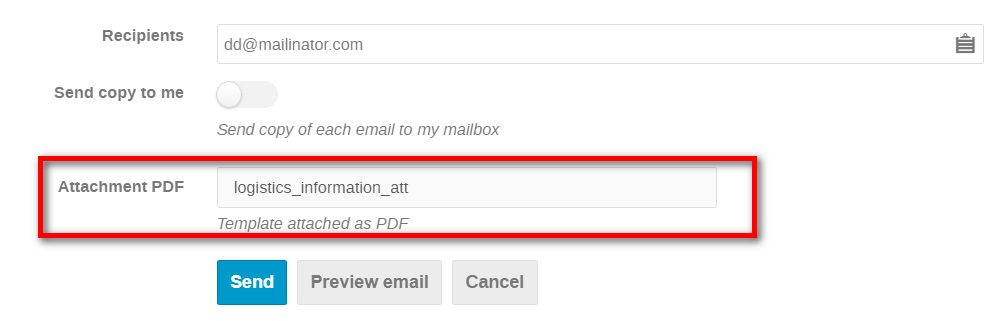 Recipients
dd@mailinator.com
Send copy to me
Send copy of each email to my mailbox
Attachment PDF
logistics_information_att
Template attached as PDF
Send Preview email Cancel